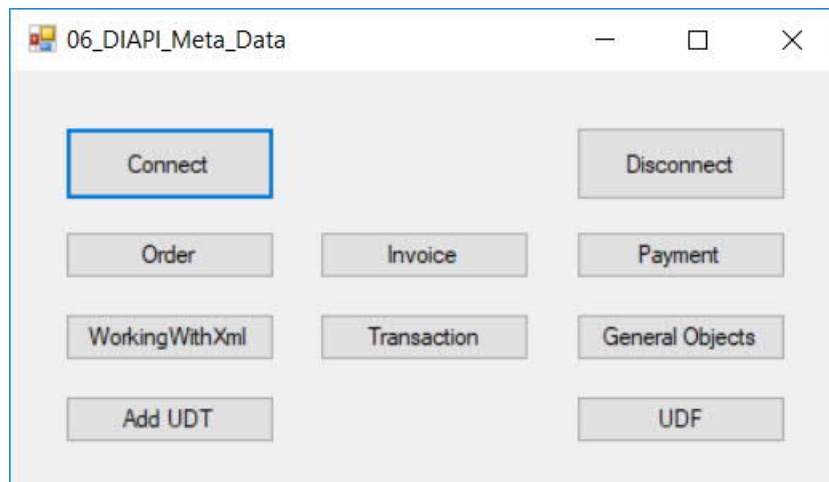 06_DIAPI_Meta_Data
Connect
Disconnect
Order
Invoice
Payment
WorkingWithXml
Transaction
General Objects
Add UDT
UDF